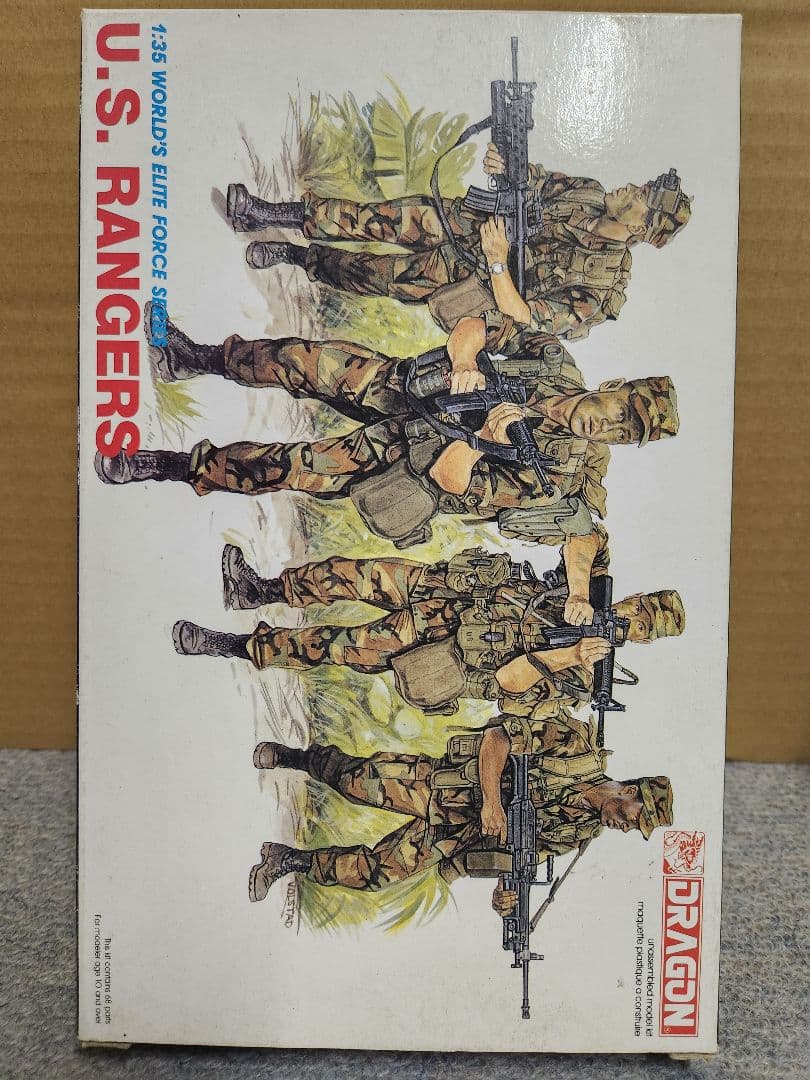 DRAGON
unassembled model kit
maquette plastique a construire
1:35 WORLD'S ELITE FORCE SERIES
U.S. RANGERS
VOLSTAD
This kit contains 68 parts
For modeler age 10 and over